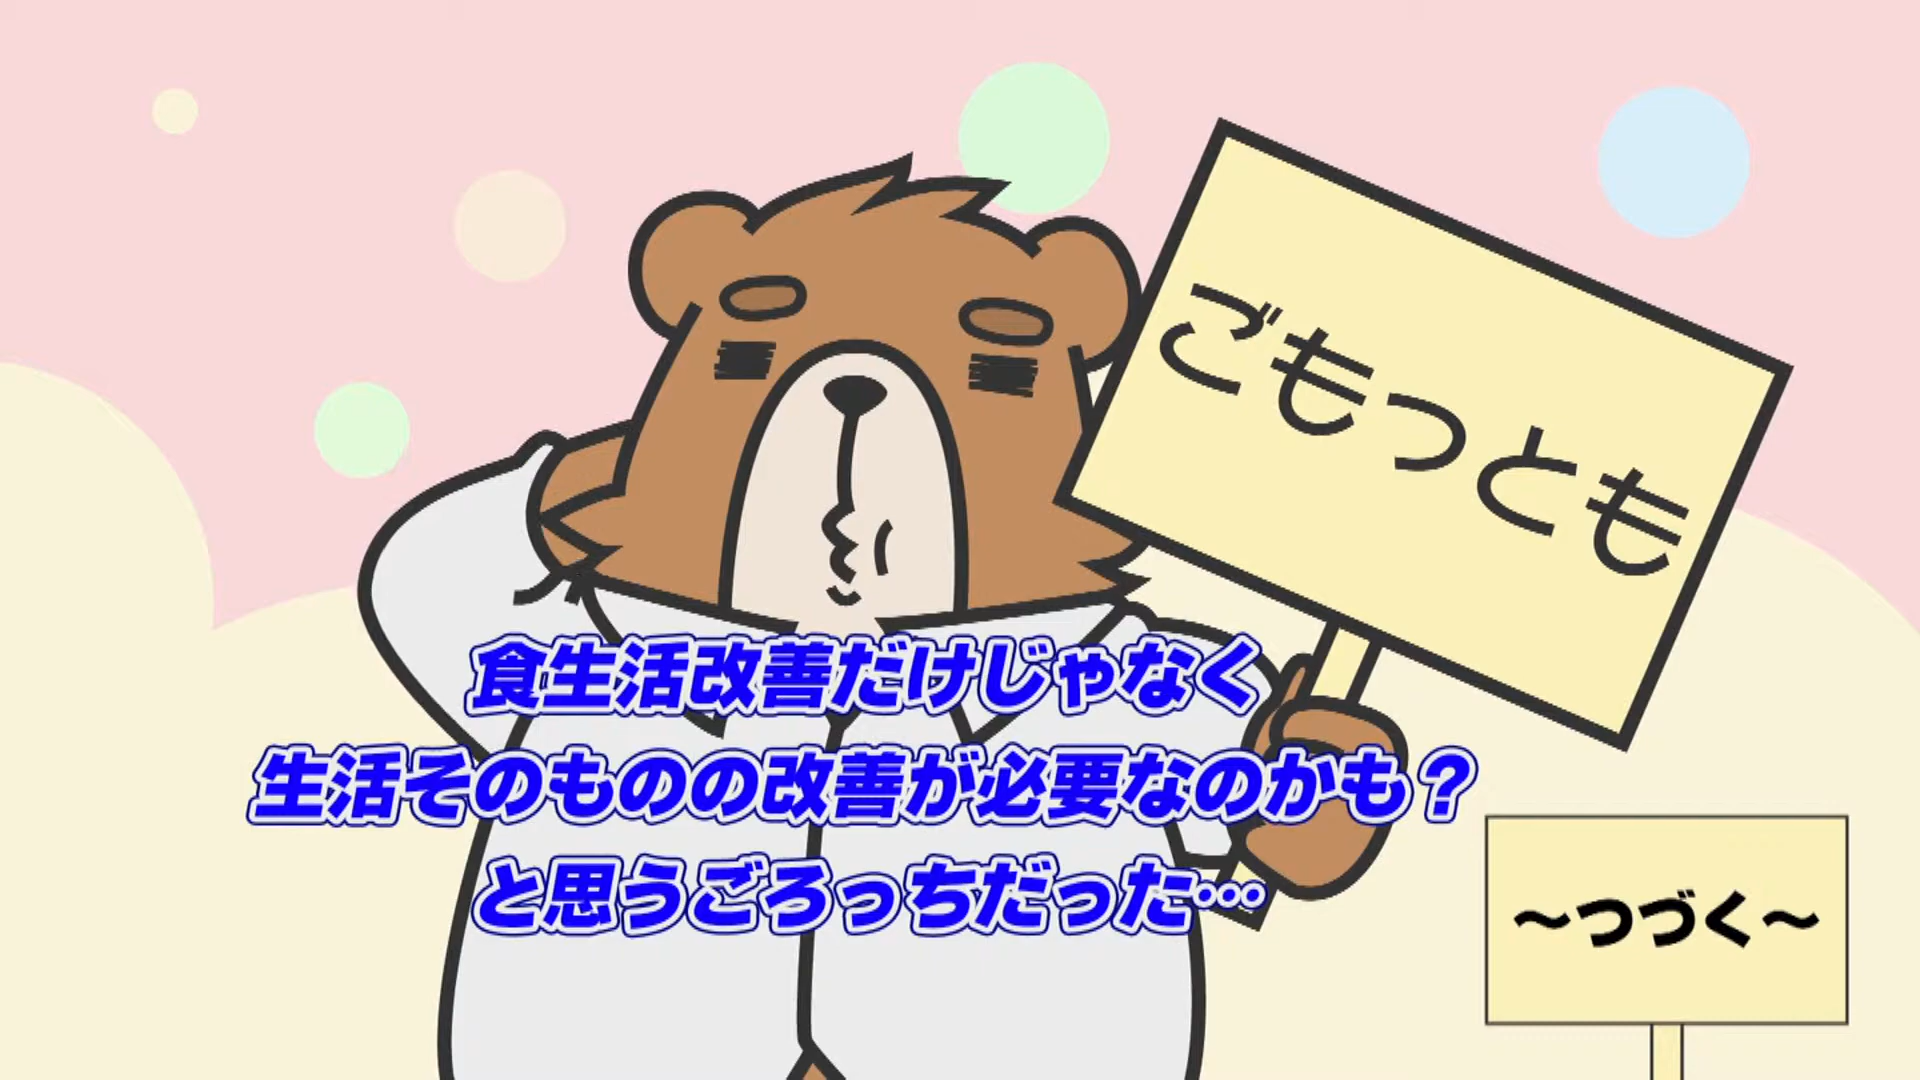 ごもっとも
食生活改善だけじゃなく
生活そのものの改善が必要なのかも？
と思うごろっちだった…
～つづく～